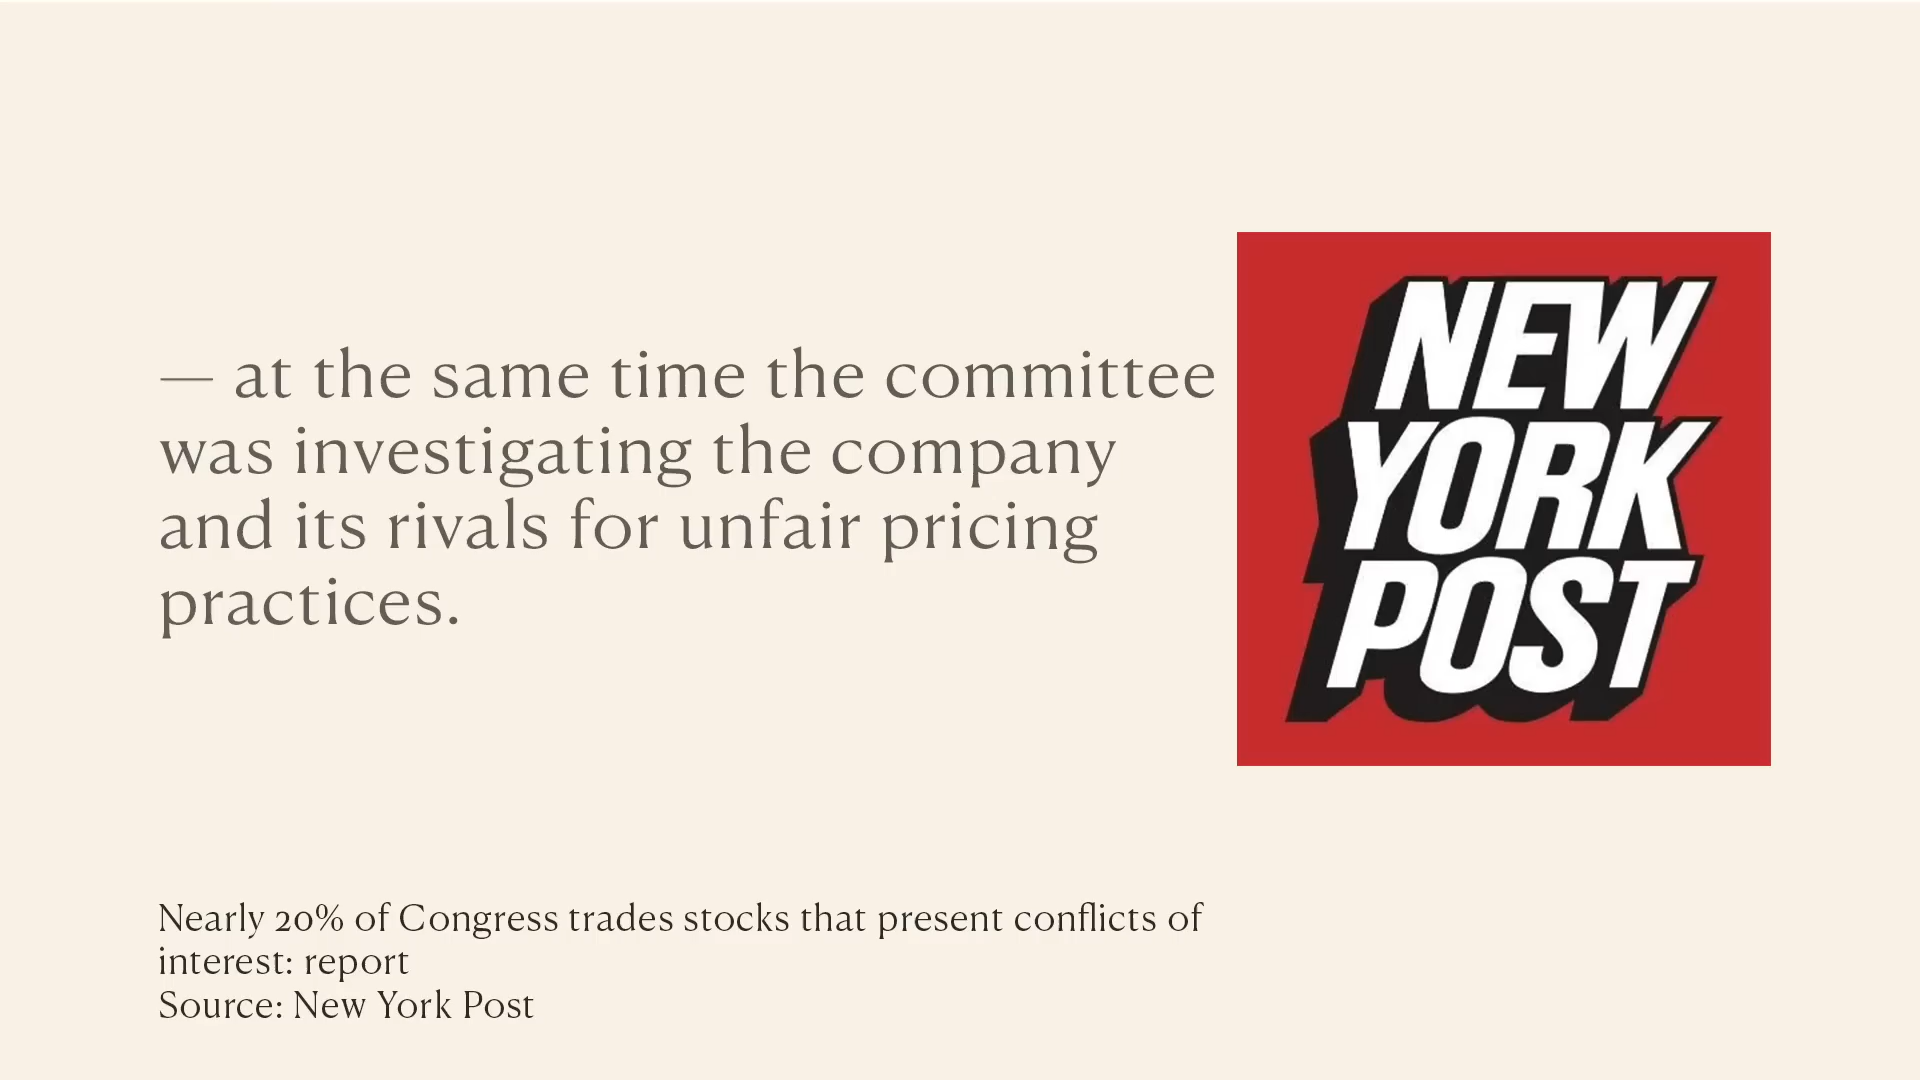 — at the same time the committee
was investigating the company
and its rivals for unfair pricing
practices.
NEW
YORK
POST
Nearly 20% of Congress trades stocks that present conflicts of
interest: report
Source: New York Post